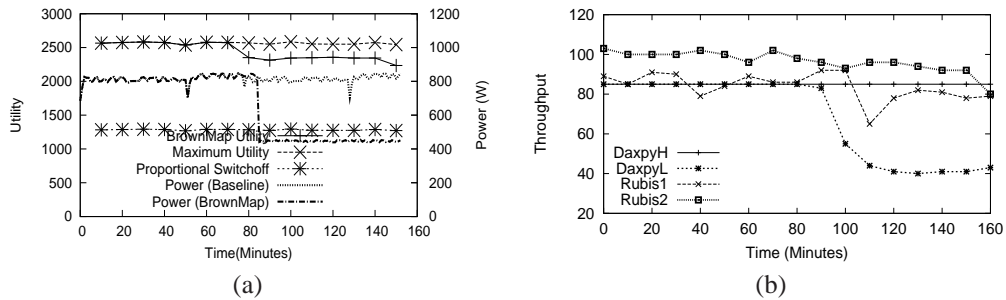 3000
2500
2000
1500
1000
500
0
Utility
1200
1000
800
600
400
200
0
Power (W)
BrownMap Utility
Maximum Utility
Proportional Switchoff
Power (Baseline)
Power (BrownMap)
0 20 40 60 80 100 120 140 160
Time(Minutes)
(a)
120
100
80
60
40
20
Throughput
DaxpyH
DaxpyL
Rubis1
Rubis2
0 20 40 60 80 100 120 140 160
Time (Minutes)
(b)